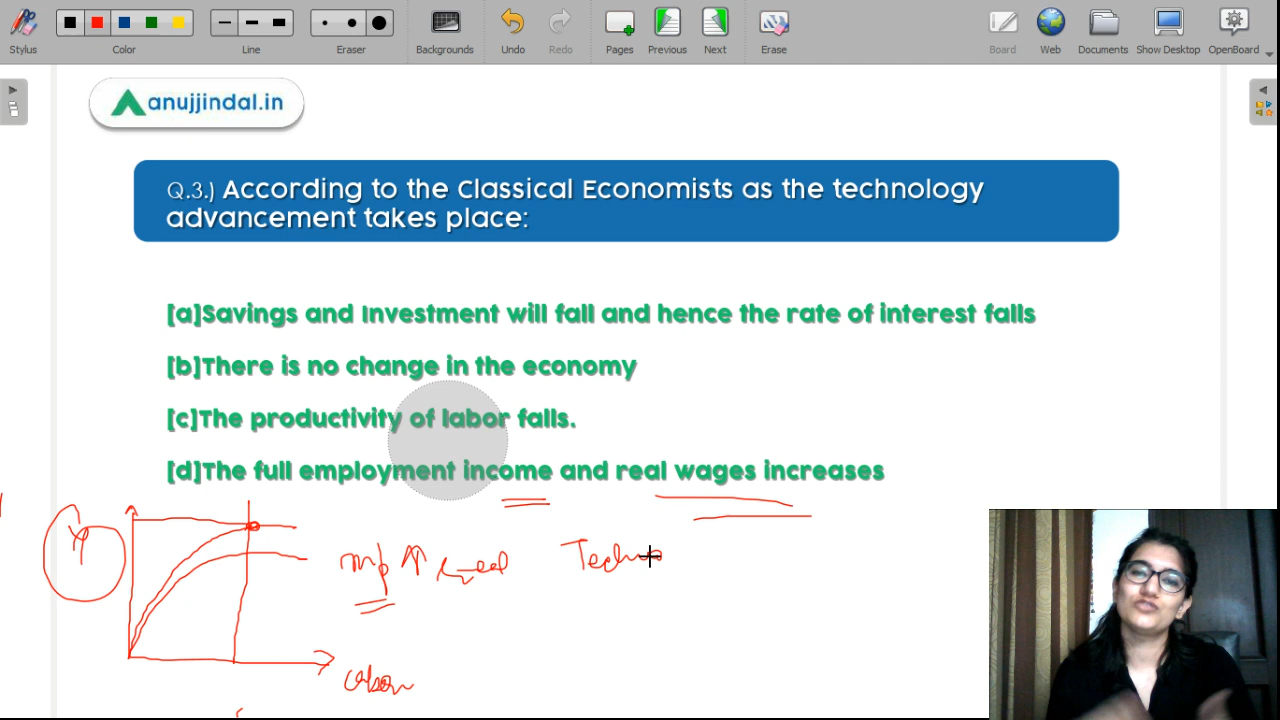 Stylus Color Line Eraser Backgrounds Undo Redo Pages Previous Next Erase Board Web Documents Show Desktop OpenBoard
anujjindal.in
Q.3.) According to the Classical Economists as the technology
advancement takes place:
[a]Savings and Investment will fall and hence the rate of interest falls
[b]There is no change in the economy
[c]The productivity of labor falls.
[d]The full employment income and real wages increases
Y
mp ↑